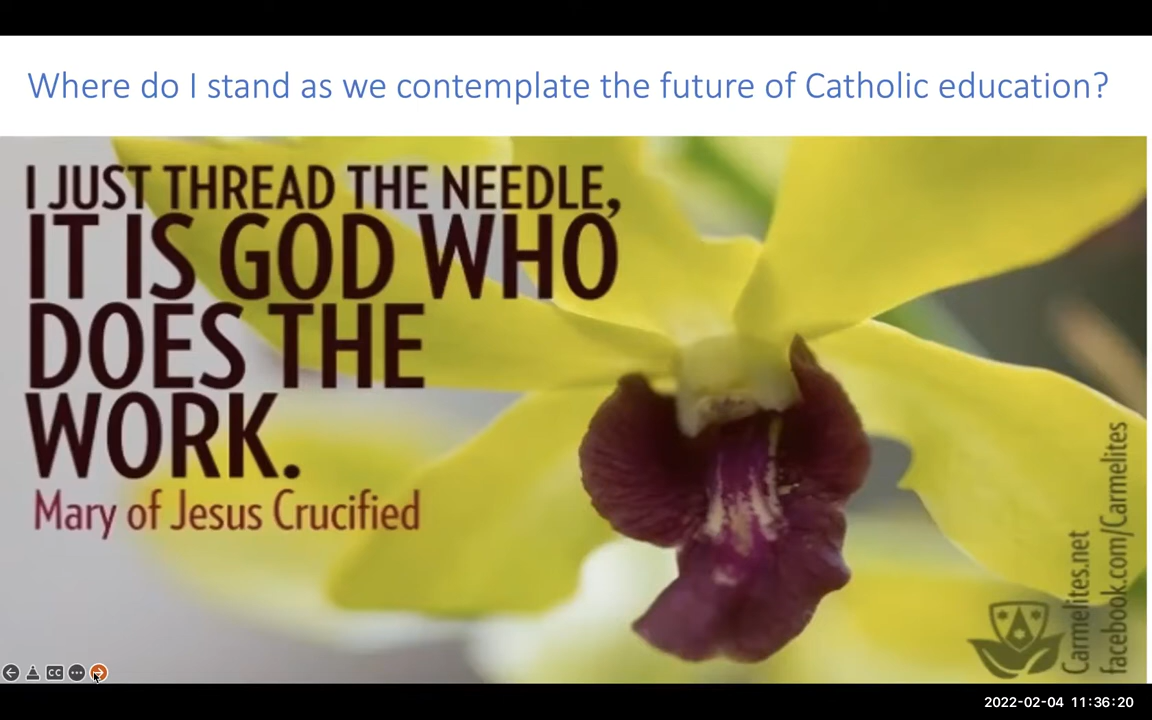 Where do I stand as we contemplate the future of Catholic education?
I JUST THREAD THE NEEDLE,
IT IS GOD WHO
DOES THE
WORK.
Mary of Jesus Crucified
Carmelites.net
facebook.com/Carmelites
CC
2022-02-04 11:36:20